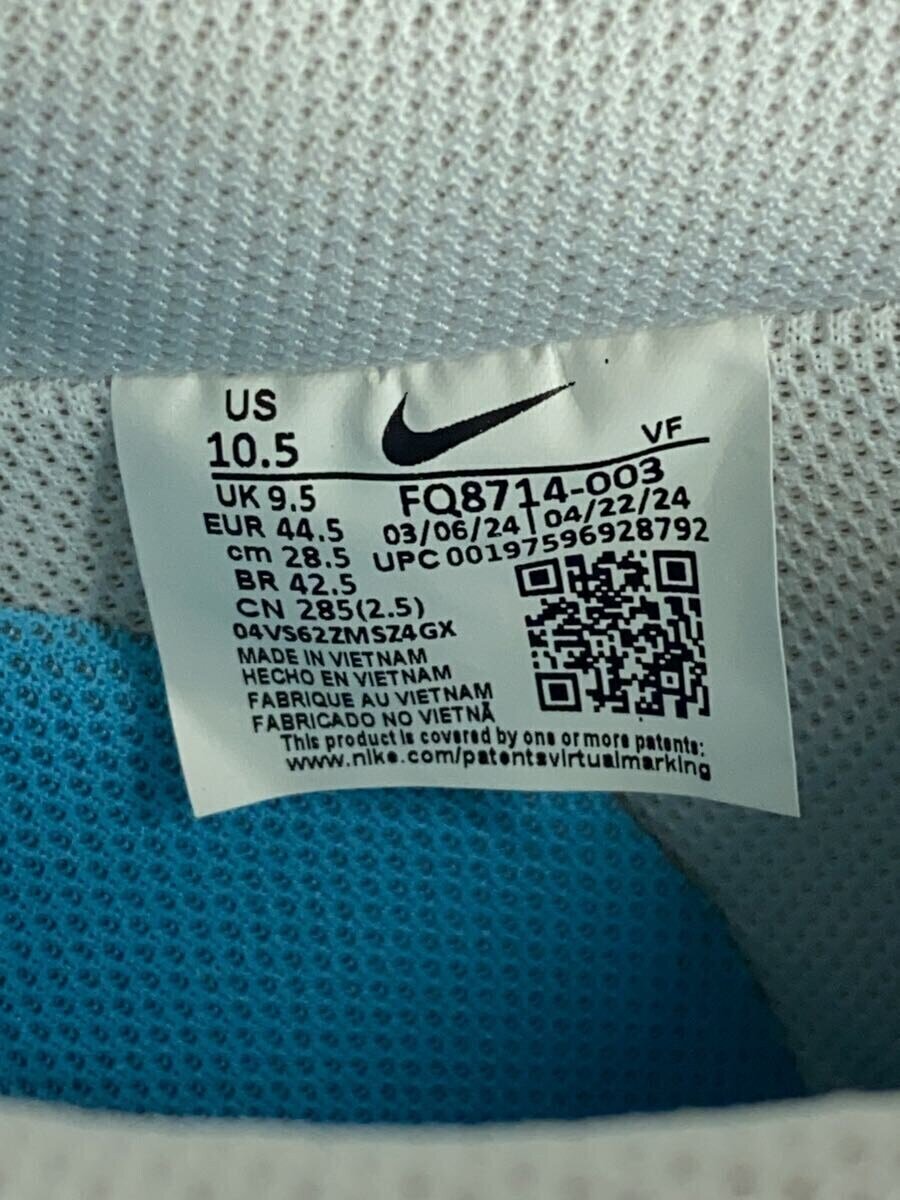 US
10.5
VF
UK 9.5
FQ8714-003
EUR 44.5
03/06/24 | 04/22/24
cm 28.5
UPC 00197596928792
BR 42.5
CN 285(2.5)
04VS62ZMSZ4GX
MADE IN VIETNAM
HECHO EN VIETNAM
FABRIQUE AU VIETNAM
FABRICADO NO VIETNÃ
This product is covered by one or more patents:
www.nike.com/patentsvirtualmarking